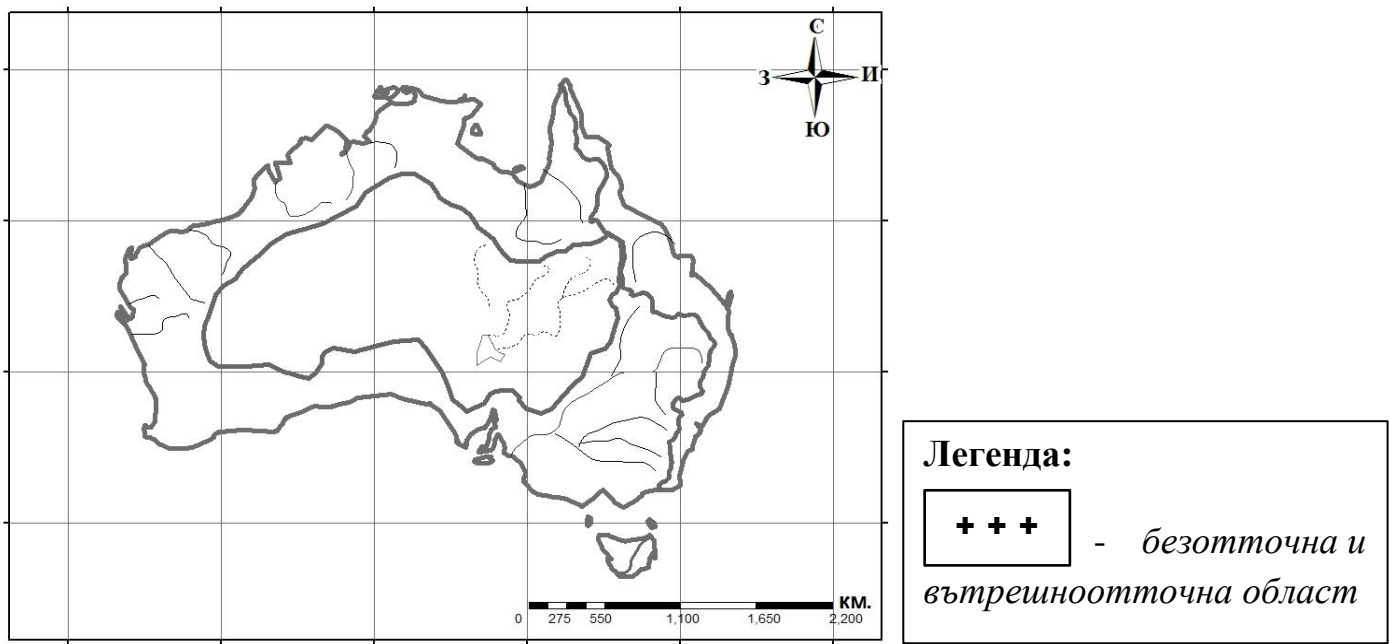 С
З
И
Ю
КМ.
0 275 550 1,100 1,650 2,200
Легенда:
+ + +
- безотточна и
вътрешноотточна област